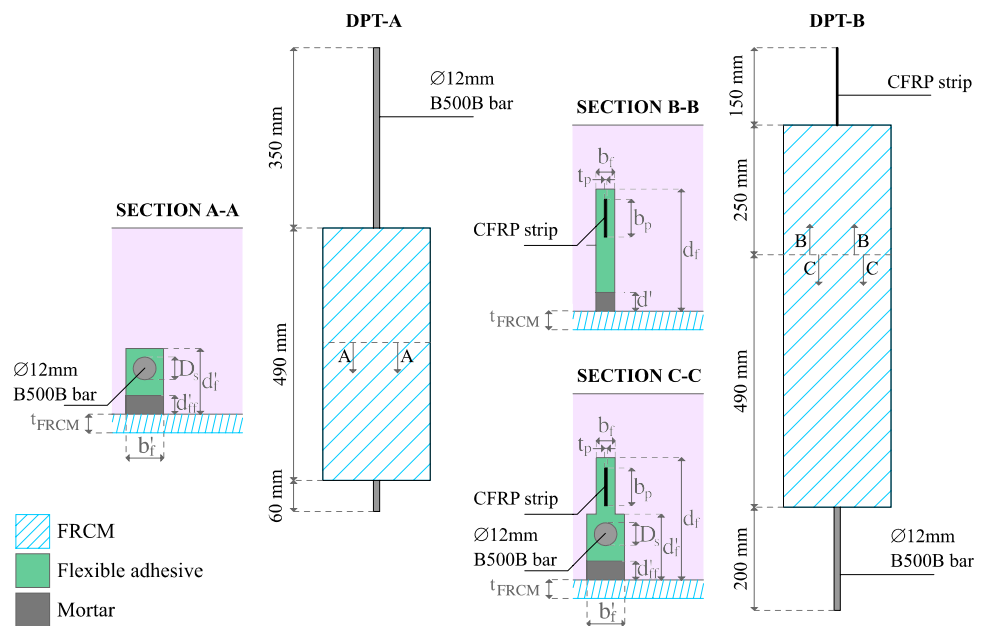 DPT-A
350 mm
∅12mm
B500B bar
490 mm
A
A
60 mm
SECTION A-A
∅12mm
B500B bar
Ds
d'f
d'ff
tFRCM
b'f
FRCM
Flexible adhesive
Mortar
SECTION B-B
bf
tp
CFRP strip
bp
df
d'
tFRCM
SECTION C-C
bf
tp
CFRP strip
bp
df
∅12mm
B500B bar
Ds
d'f
d'ff
tFRCM
b'f
DPT-B
150 mm
CFRP strip
250 mm
B
B
C
C
490 mm
200 mm
∅12mm
B500B bar